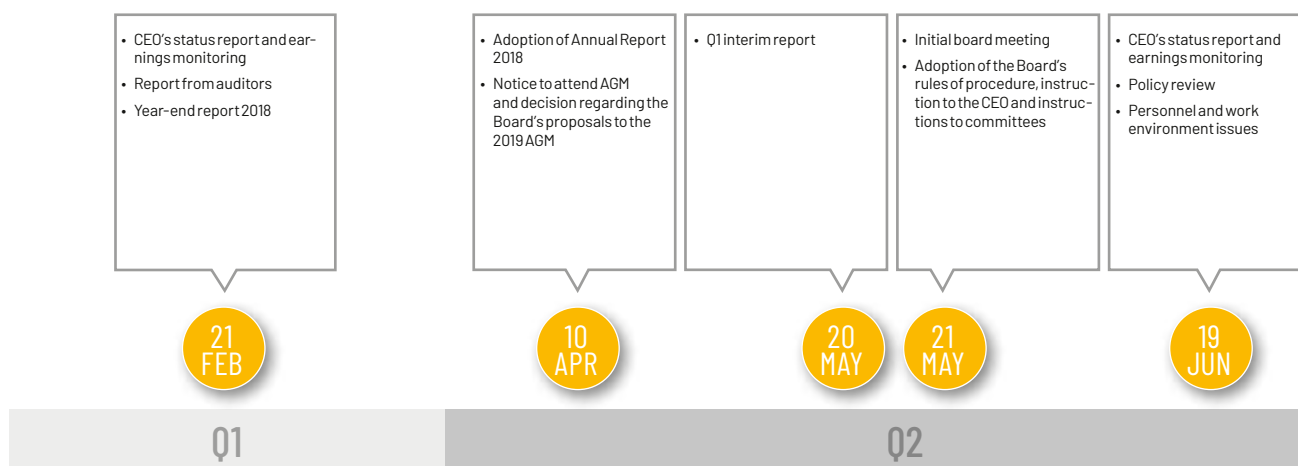 • CEO's status report and ear-
nings monitoring
• Report from auditors
• Year-end report 2018
• Adoption of Annual Report
2018
• Notice to attend AGM
and decision regarding the
Board's proposals to the
2019 AGM
• Q1 interim report
• Initial board meeting
• Adoption of the Board's
rules of procedure, instruc-
tion to the CEO and instruc-
tions to committees
• CEO's status report and
earnings monitoring
• Policy review
• Personnel and work
environment issues
21
FEB
10
APR
20
MAY
21
MAY
19
JUN
Q1
Q2